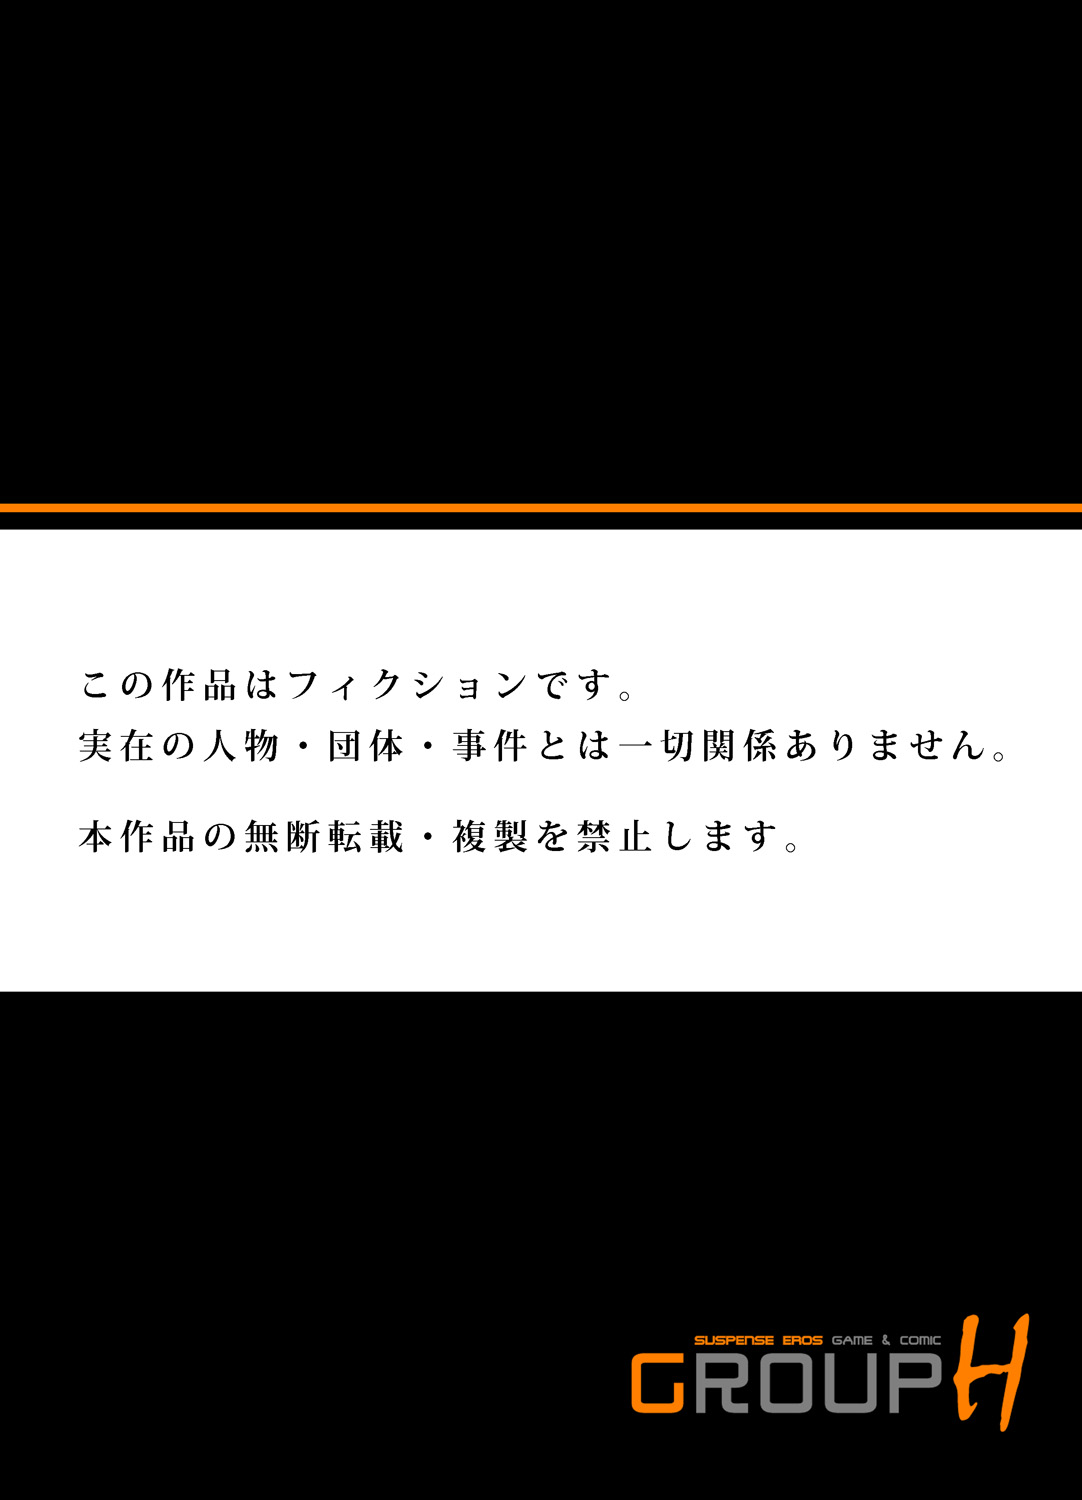 この作品はフィクションです。
実在の人物・団体・事件とは一切関係ありません。
本作品の無断転載・複製を禁止します。
SUSPENSE EROS GAME & COMIC
GROUP H